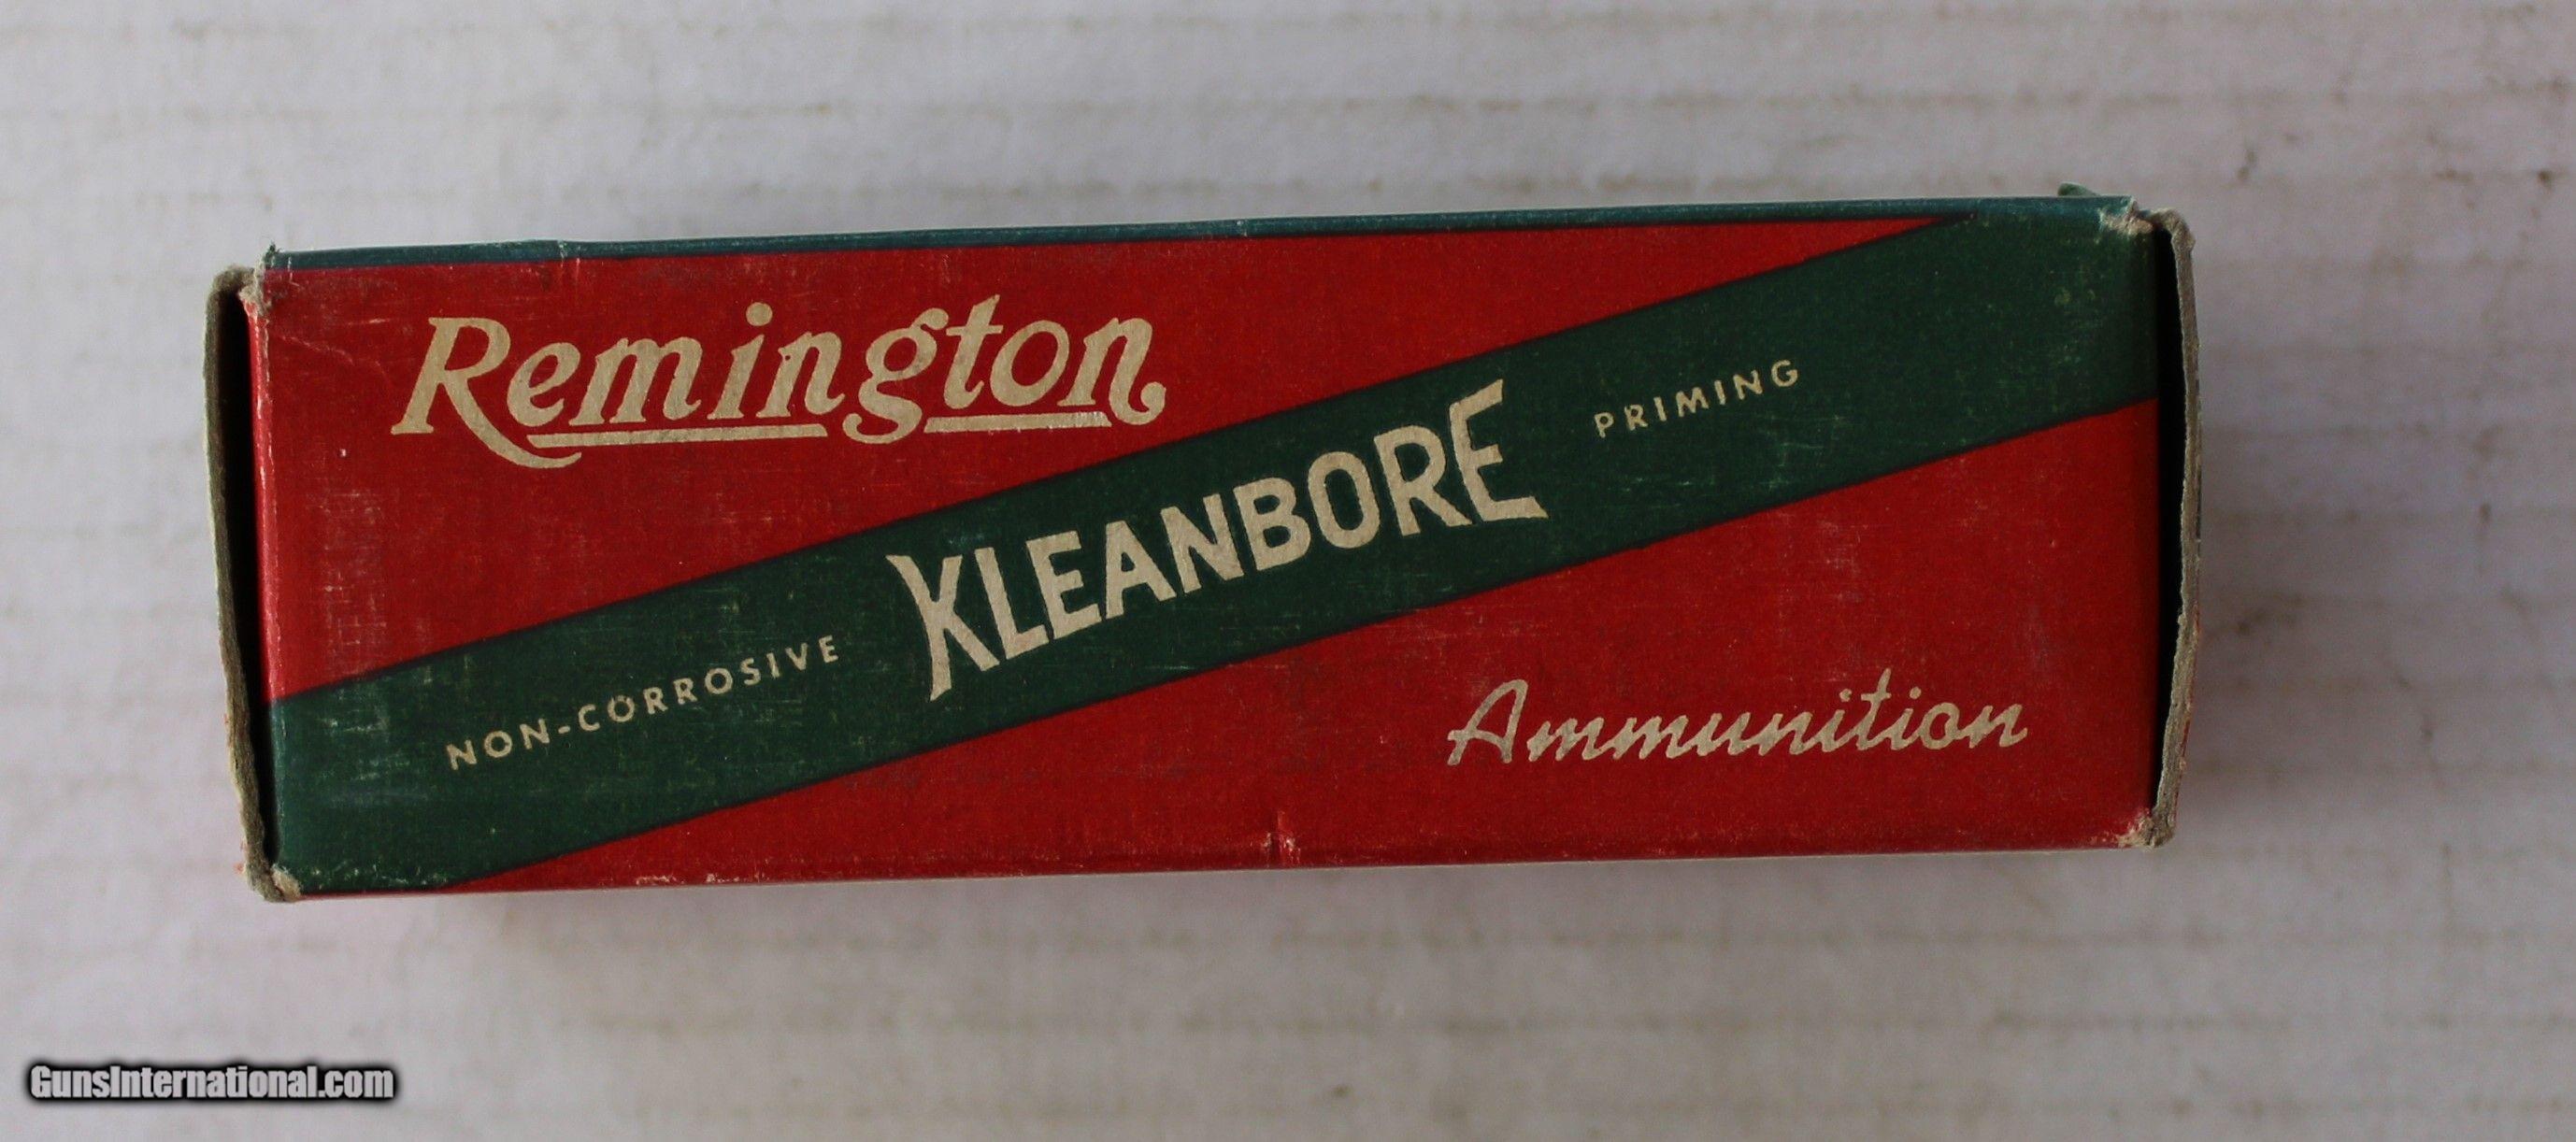 Remington
NON-CORROSIVE KLEANBORE PRIMING
Ammunition
GunsInternational.com